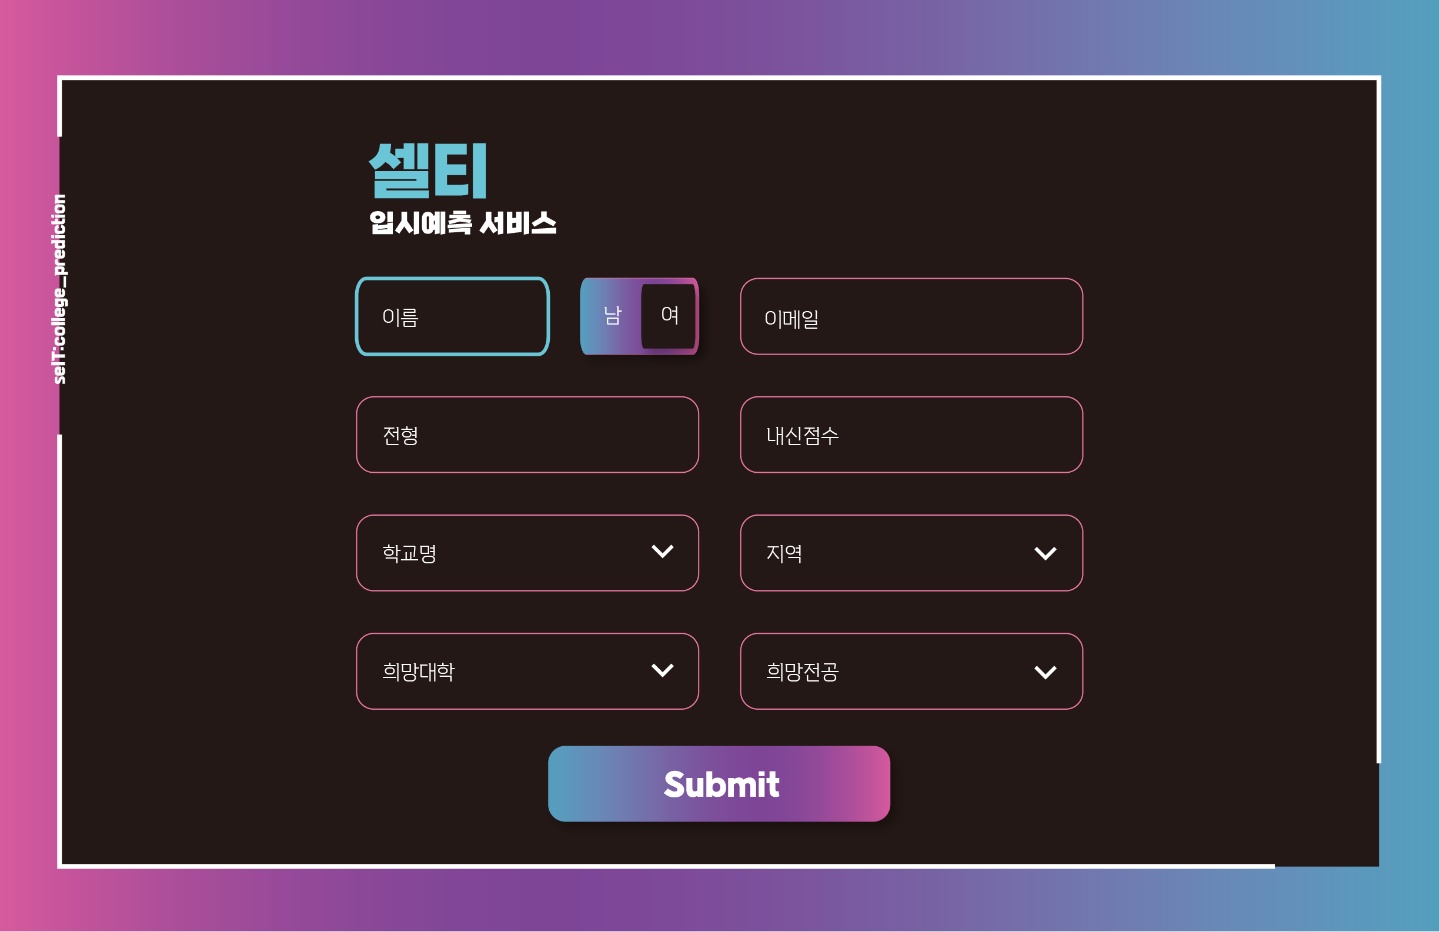 셀티
입시예측 서비스
selT:college_prediction
이름
남
여
이메일
전형
내신점수
학교명
지역
희망대학
희망전공
Submit